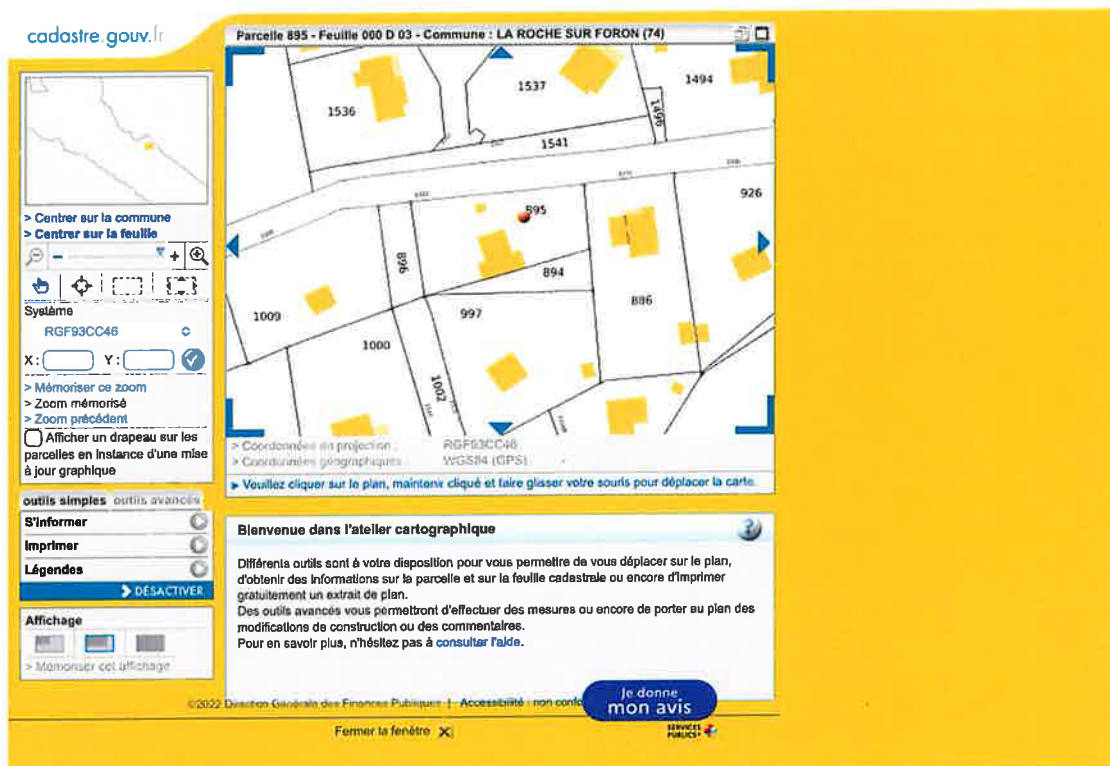 cadastre.gouv.fr
Parcelle 895 - Feuille 000 D 03 - Commune : LA ROCHE SUR FORON (74)
1536
1537
1494
1496
1541
926
895
896
894
886
1009
1000
997
1002
> Centrer sur la commune
> Centrer sur la feuille
Système
RGF93CC46
X :
Y :
> Mémoriser ce zoom
> Zoom mémorisé
> Zoom précédent
Afficher un drapeau sur les
parcelles en instance d'une mise
à jour graphique
> Coordonnées en projection : RGF93CC46
> Coordonnées géographiques : WGS84 (GPS) -
Veuillez cliquer sur le plan, maintenir cliqué et faire glisser votre souris pour déplacer la carte.
outils simples outils avancés
S'informer
Imprimer
Légendes
DÉSACTIVER
Affichage
> Mémoriser cet affichage
Bienvenue dans l'atelier cartographique
Différents outils sont à votre disposition pour vous permettre de vous déplacer sur le plan,
d'obtenir des informations sur la parcelle et sur la feuille cadastrale ou encore d'imprimer
gratuitement un extrait de plan.
Des outils avancés vous permettront d'effectuer des mesures ou encore de porter au plan des
modifications de construction ou des commentaires.
Pour en savoir plus, n'hésitez pas à consulter l'aide.
©2022 Direction Générale des Finances Publiques | Accessibilité : non confo
Je donne
mon avis
SERVICES
PUBLICS+
Fermer la fenêtre X